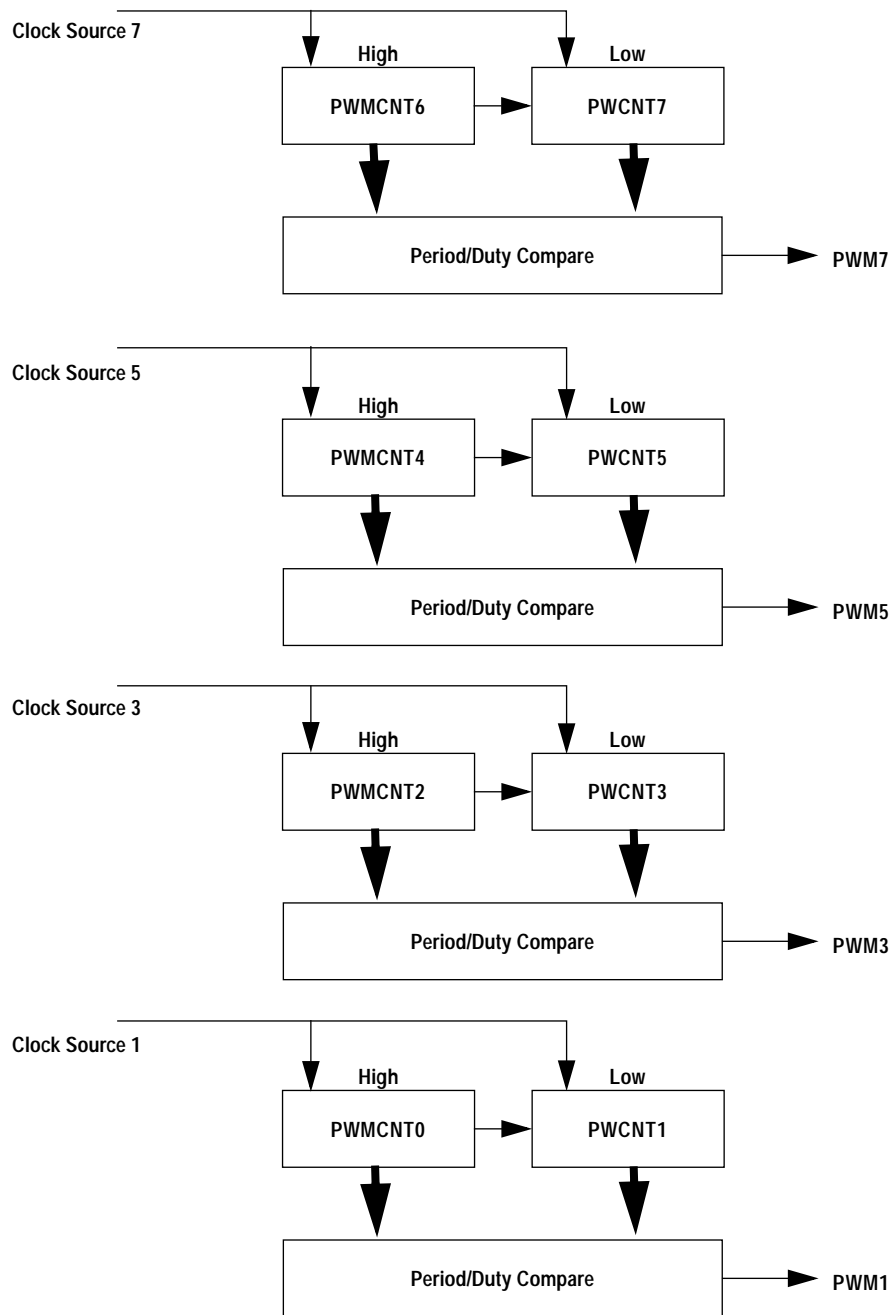 Clock Source 7
High
Low
PWMCNT6
PWCNT7
Period/Duty Compare
PWM7
Clock Source 5
High
Low
PWMCNT4
PWCNT5
Period/Duty Compare
PWM5
Clock Source 3
High
Low
PWMCNT2
PWCNT3
Period/Duty Compare
PWM3
Clock Source 1
High
Low
PWMCNT0
PWCNT1
Period/Duty Compare
PWM1